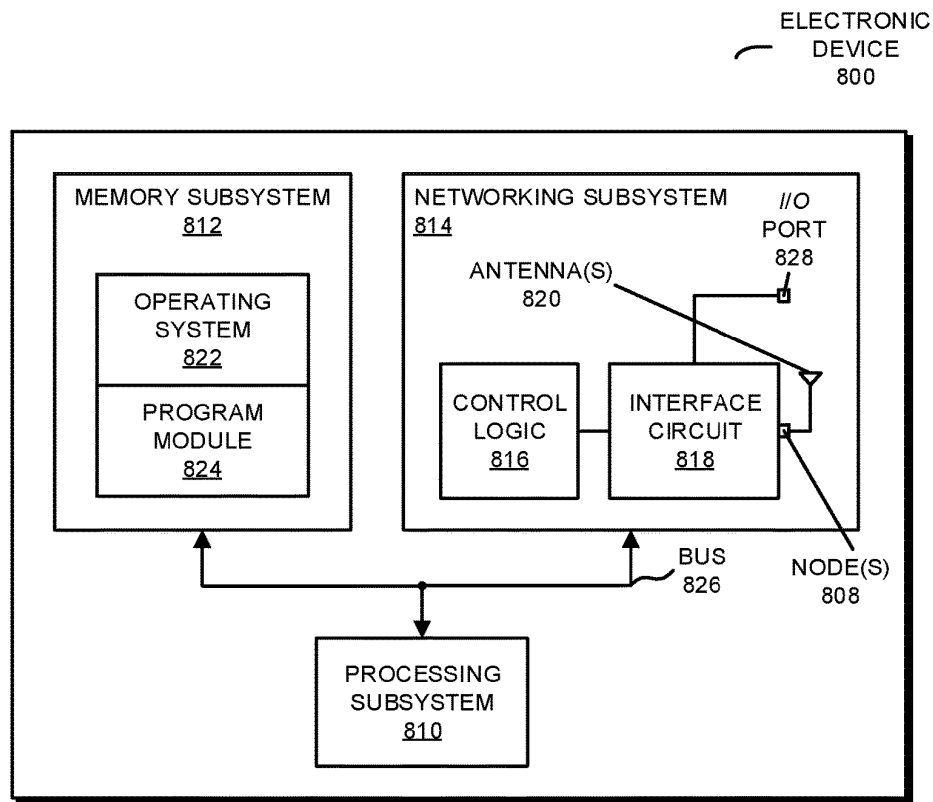 ELECTRONIC
DEVICE
800
MEMORY SUBSYSTEM
812
OPERATING
SYSTEM
822
PROGRAM
MODULE
824
NETWORKING SUBSYSTEM
814
I/O
PORT
828
ANTENNA(S)
820
CONTROL
LOGIC
816
INTERFACE
CIRCUIT
818
BUS
826
NODE(S)
808
PROCESSING
SUBSYSTEM
810